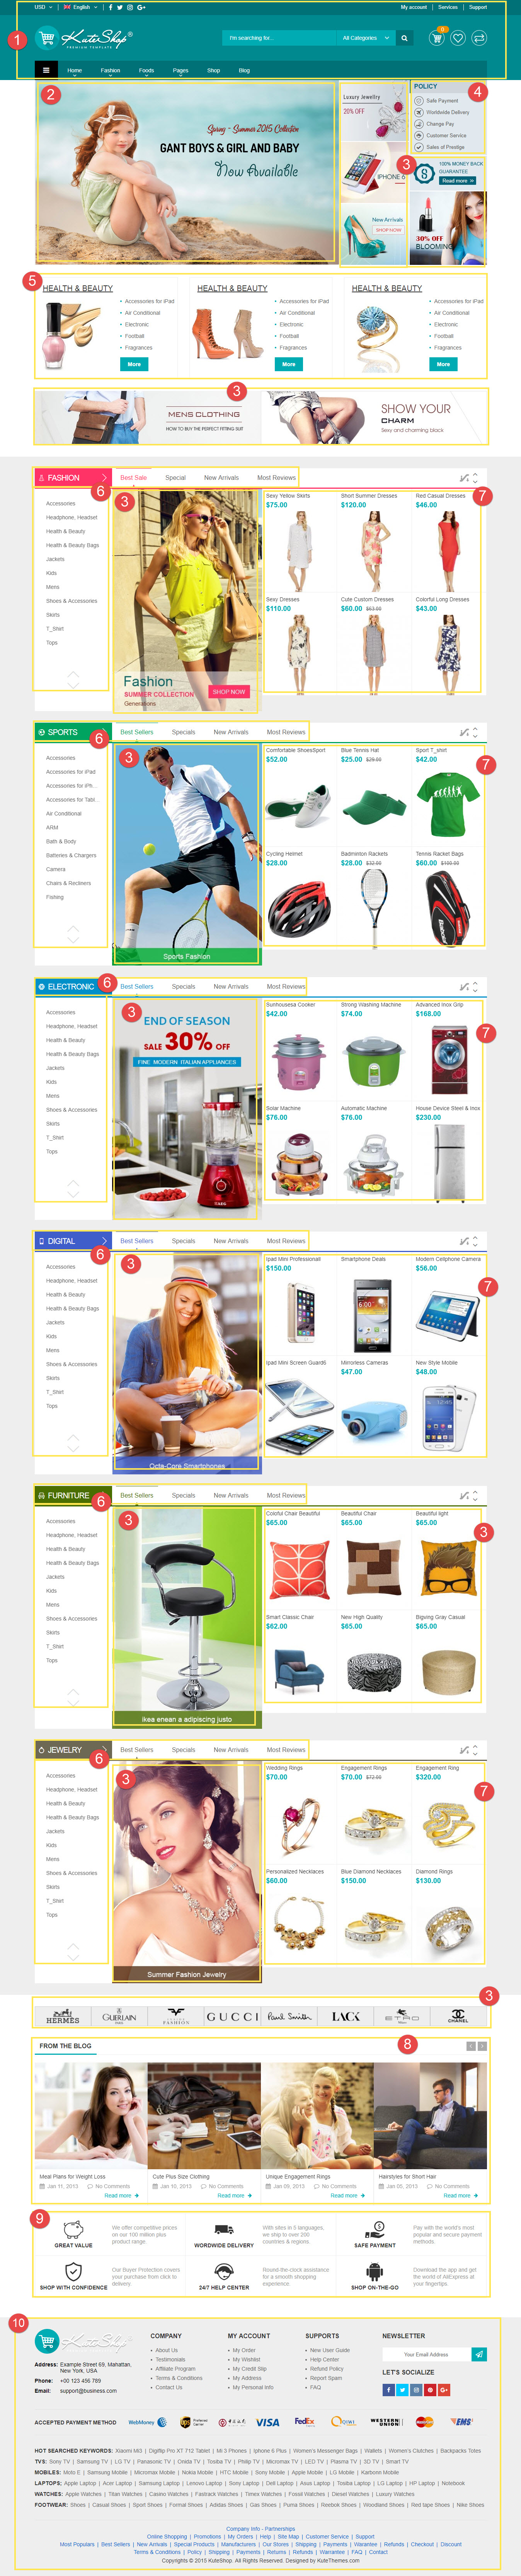 USD English My account Services Support
1
KuteShop
PREMIUM TEMPLATE
I'm searching for... All Categories
0
Home Fashion Foods Pages Shop Blog
2
Spring - Summer 2015 Collection
GANT BOYS & GIRL AND BABY
Now Available
Luxury Jewelry
20% OFF
IPHONE 6
New Arrivals
SHOP NOW
3
POLICY
4
Safe Payment
Worldwide Delivery
Change Pay
Customer Service
Sales of Prestige
100% MONEY BACK
GUARANTEE
Read more
30% OFF
BLOOMING
5
HEALTH & BEAUTY
Accessories for iPad
Air Conditional
Electronic
Football
Fragrances
More
HEALTH & BEAUTY
Accessories for iPad
Air Conditional
Electronic
Football
Fragrances
More
HEALTH & BEAUTY
Accessories for iPad
Air Conditional
Electronic
Football
Fragrances
More
3
MENS CLOTHING
HOW TO BUY THE PERFECT FITTING SUIT
SHOW YOUR
CHARM
Sexy and charming black
FASHION Best Sale Special New Arrivals Most Reviews
6
3
7
Accessories
Headphone, Headset
Health & Beauty
Health & Beauty Bags
Jackets
Kids
Mens
Shoes & Accessories
Skirts
T_Shirt
Tops
Fashion
SUMMER COLLECTION
Generations
SHOP NOW
Sexy Yellow Skirts Short Summer Dresses Red Casual Dresses
$75.00 $120.00 $46.00
Sexy Dresses Cute Custom Dresses Colorful Long Dresses
$110.00 $60.00 $63.00 $43.00
SPORTS Best Sellers Specials New Arrivals Most Reviews
6
3
7
Accessories
Accessories for iPad
Accessories for iPh...
Accessories for Tabl...
Air Conditional
ARM
Bath & Body
Batteries & Chargers
Camera
Chairs & Recliners
Fishing
Sports Fashion
Comfortable ShoesSport Blue Tennis Hat Sport T_shirt
$52.00 $25.00 $29.00 $42.00
Cycling Helmet Badminton Rackets Tennis Racket Bags
$28.00 $28.00 $32.00 $60.00 $105.00
ELECTRONIC Best Sellers Specials New Arrivals Most Reviews
6
3
7
Accessories
Headphone, Headset
Health & Beauty
Health & Beauty Bags
Jackets
Kids
Mens
Shoes & Accessories
Skirts
T_Shirt
Tops
END OF SEASON
SALE 30% OFF
FINE MODERN ITALIAN APPLIANCES
Sunhousesa Cooker Strong Washing Machine Advanced Inox Grip
$42.00 $74.00 $168.00
Solar Machine Automatic Machine House Device Steel & Inox
$76.00 $76.00 $230.00
DIGITAL Best Sellers Specials New Arrivals Most Reviews
6
3
7
Accessories
Headphone, Headset
Health & Beauty
Health & Beauty Bags
Jackets
Kids
Mens
Shoes & Accessories
Skirts
T_Shirt
Tops
Octa-Core Smartphones
Ipad Mini Professionall Smartphone Deals Modern Cellphone Camera
$150.00 $56.00
Ipad Mini Screen Guard6 Mirrorless Cameras New Style Mobile
$47.00 $48.00
FURNITURE Best Sellers Specials New Arrivals Most Reviews
6
3
3
Accessories
Headphone, Headset
Health & Beauty
Health & Beauty Bags
Jackets
Kids
Mens
Shoes & Accessories
Skirts
T_Shirt
Tops
Ikea enean a adipiscing justo
Coloful Chair Beautiful Beautiful Chair Beautiful light
$65.00 $65.00 $65.00
Smart Classic Chair New High Quality Bigving Gray Casual
$62.00 $65.00 $65.00
JEWELRY Best Sellers Specials New Arrivals Most Reviews
6
3
7
Accessories
Headphone, Headset
Health & Beauty
Health & Beauty Bags
Jackets
Kids
Mens
Shoes & Accessories
Skirts
T_Shirt
Tops
Summer Fashion Jewelry
Wedding Rings Engagement Rings Engagement Ring
$70.00 $70.00 $72.00 $320.00
Personalized Necklaces Blue Diamond Necklaces Diamond Rings
$60.00 $150.00 $130.00
3
HERMES GUERLAIN FASHION GUCCI Paul Smith LACK ETRO CHANEL
FROM THE BLOG
8
Meal Plans for Weight Loss Cute Plus Size Clothing Unique Engagement Rings Hairstyles for Short Hair
Jan 11, 2013 No Comments Jan 10, 2013 No Comments Jan 09, 2013 No Comments Jan 05, 2013 No Comments
Read more Read more Read more Read more
9
GREAT VALUE
We offer competitive prices
on our 100 million plus
product range.
WORDWIDE DELIVERY
With sites in 5 languages,
we ship to over 200
countries & regions.
SAFE PAYMENT
Pay with the world's most
popular and secure payment
methods.
SHOP WITH CONFIDENCE
Our Buyer Protection covers
your purchase from click to
delivery.
24/7 HELP CENTER
Round-the-clock assistance
for a smooth shopping
experience.
SHOP ON-THE-GO
Download the app and get
the world of AliExpress at
your fingertips.
10
KuteShop
Address: Example Street 69, Mahattan,
New York, USA
Phone: +00 123 456 789
Email: support@business.com
COMPANY
About Us
Testimonials
Affiliate Program
Terms & Conditions
Contact Us
MY ACCOUNT
My Order
My Wishlist
My Credit Slip
My Address
My Personal Info
SUPPORTS
New User Guide
Help Center
Refund Policy
Report Spam
FAQ
NEWSLETTER
Your Email Address
LET'S SOCIALIZE
ACCEPTED PAYMENT METHOD WebMoney VISA FedEx QIWI WESTERN UNION MasterCard EMS
HOT SEARCHED KEYWORDS: Xiaomi Mi3 | Digiflip Pro XT 712 Tablet | Mi 3 Phones | Iphone 6 Plus | Women's Messenger Bags | Wallets | Women's Clutches | Backpacks Totes
TVS: Sony TV | Samsung TV | LG TV | Panasonic TV | Onida TV | Tosiba TV | Philip TV | Micromax TV | LED TV | Plasma TV | 3D TV | Smart TV
MOBILES: Moto E | Samsung Mobile | Micromax Mobile | Nokia Mobile | HTC Mobile | Sony Mobile | Apple Mobile | LG Mobile | Karbonn Mobile
LAPTOPS: Apple Laptop | Acer Laptop | Samsung Laptop | Lenovo Laptop | Sony Laptop | Dell Laptop | Asus Laptop | Tosiba Laptop | LG Laptop | HP Laptop | Notebook
WATCHES: Apple Watches | Titan Watches | Casino Watches | Fastrack Watches | Timex Watches | Fossil Watches | Diesel Watches | Luxury Watches
FOOTWEAR: Shoes | Casual Shoes | Sport Shoes | Formal Shoes | Adidas Shoes | Gas Shoes | Puma Shoes | Reebok Shoes | Woodland Shoes | Red tape Shoes | Nike Shoes
Company Info - Partnerships
Online Shopping | Promotions | My Orders | Help | Site Map | Customer Service | Support
Most Populars | Best Sellers | New Arrivals | Special Products | Manufacturers | Our Stores | Shipping | Payments | Warantee | Refunds | Checkout | Discount
Terms & Conditions | Policy | Shipping | Payments | Returns | Refunds | Warrantee | FAQ | Contact
Copyrights © 2015 KuteShop. All Rights Reserved. Designed by KuteThemes.com